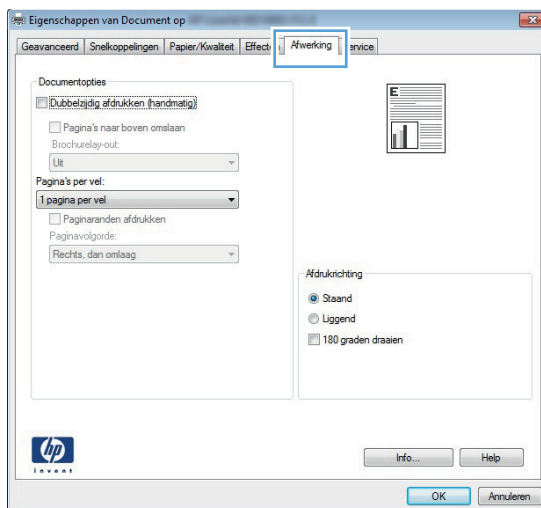 Eigenschappen van Document op
Geavanceerd Snelkoppelingen Papier/Kwaliteit Afwerking
Documentopties
Dubbelzijdig afdrukken (handmatig)
Pagina's naar boven omslaan
Brochurelay-out:
Uit
Pagina's per vel:
1 pagina per vel
Paginaranden afdrukken
Paginavolgorde:
Rechts, dan omlaag
E
Afdrukrichting
Staand
Liggend
180 graden draaien
hp
invent
Info... Help
OK Annuleren